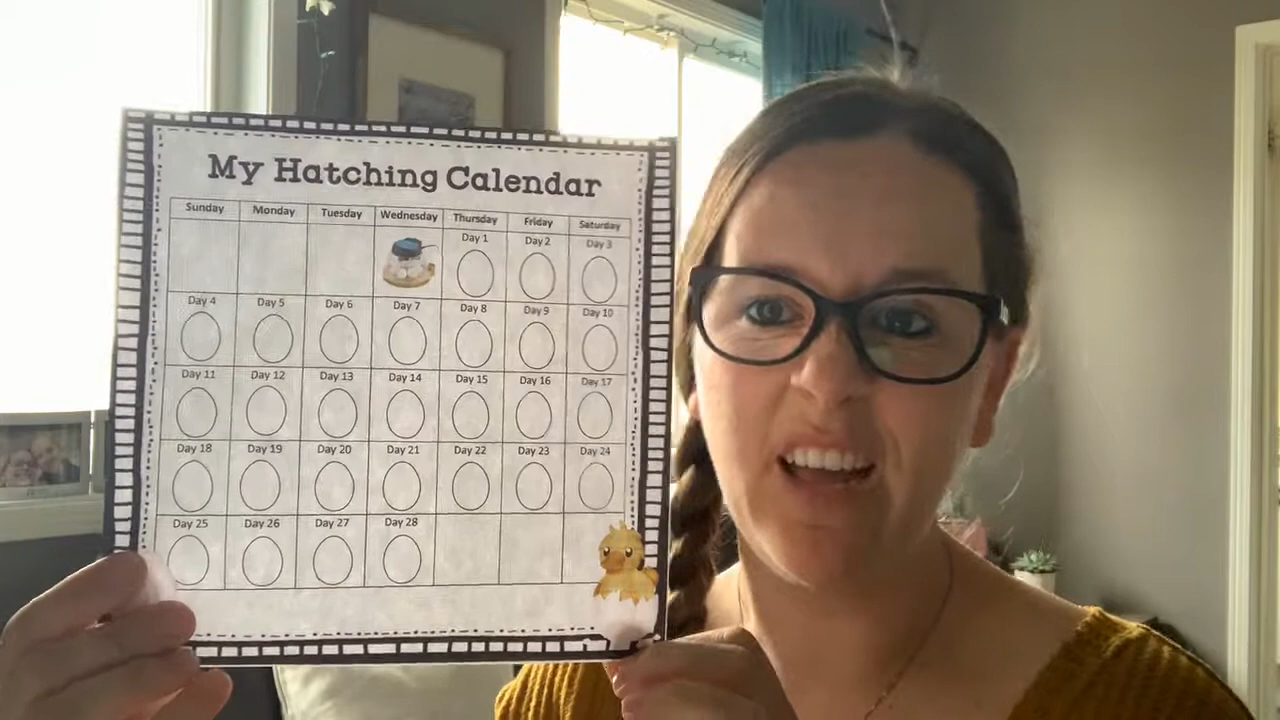 My Hatching Calendar
Sunday Monday Tuesday Wednesday Thursday Friday Saturday
Day 1 Day 2 Day 3
Day 4 Day 5 Day 6 Day 7 Day 8 Day 9 Day 10
Day 11 Day 12 Day 13 Day 14 Day 15 Day 16 Day 17
Day 18 Day 19 Day 20 Day 21 Day 22 Day 23 Day 24
Day 25 Day 26 Day 27 Day 28